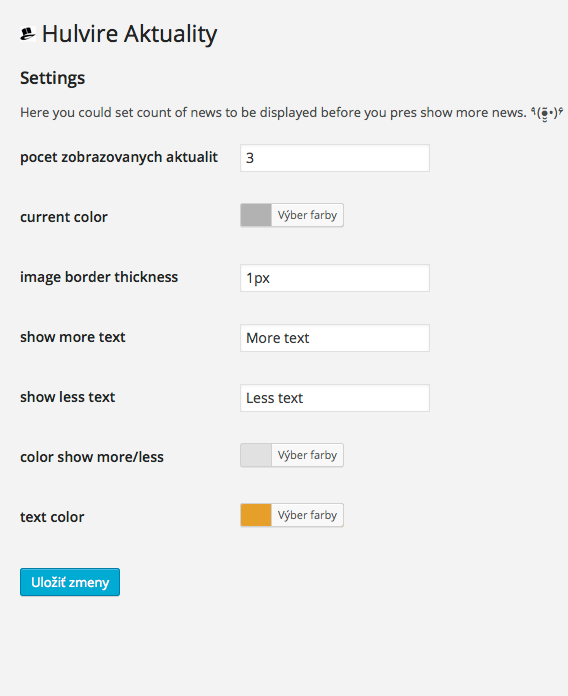 Hulvire Aktuality
Settings
Here you could set count of news to be displayed before you pres show more news.
pocet zobrazovanych aktualit 3
current color Výber farby
image border thickness 1px
show more text More text
show less text Less text
color show more/less Výber farby
text color Výber farby
Uložiť zmeny